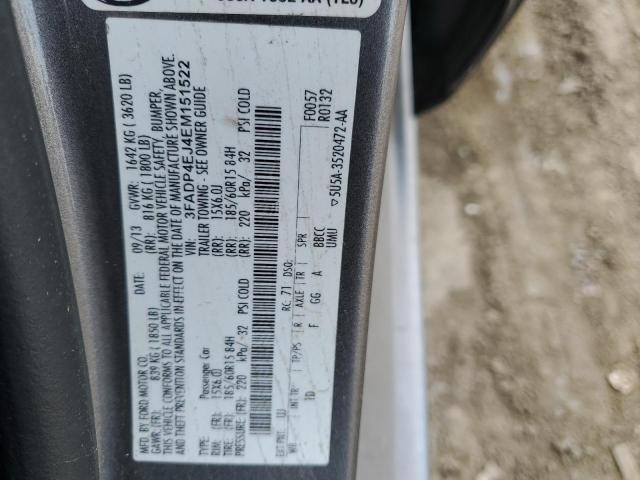 MFD. BY FORD MOTOR CO.
09/13 GVWR: 1642 KG ( 3620 LB)
GAWR: (FR): 839 KG ( 1850 LB) (RR): 816 KG ( 1800 LB)
THIS VEHICLE CONFORMS TO ALL APPLICABLE FEDERAL MOTOR VEHICLE SAFETY, BUMPER,
AND THEFT PREVENTION STANDARDS IN EFFECT ON THE DATE OF MANUFACTURE SHOWN ABOVE.
VIN: 3FADP4EJ4EM151522
TYPE: Passenger Car TRAILER TOWNING - SEE OWNER GUIDE
RIM: (FR): 15X6.0J (RR): 15X6.0J
TIRE: (FR): 185/60R15 84H (RR): 185/60R15 84H
PRESSURE: (FR): 220 kPa/ 32 PSI COLD (RR): 220 kPa/ 32 PSI COLD
EXT PNT: UJ RC: 71 DSO: F0057
WB INT TR TP/PS R AXLE TR SPR R0132
ID F GG A BBCC
UMU
▽5U5A-3520472-AA